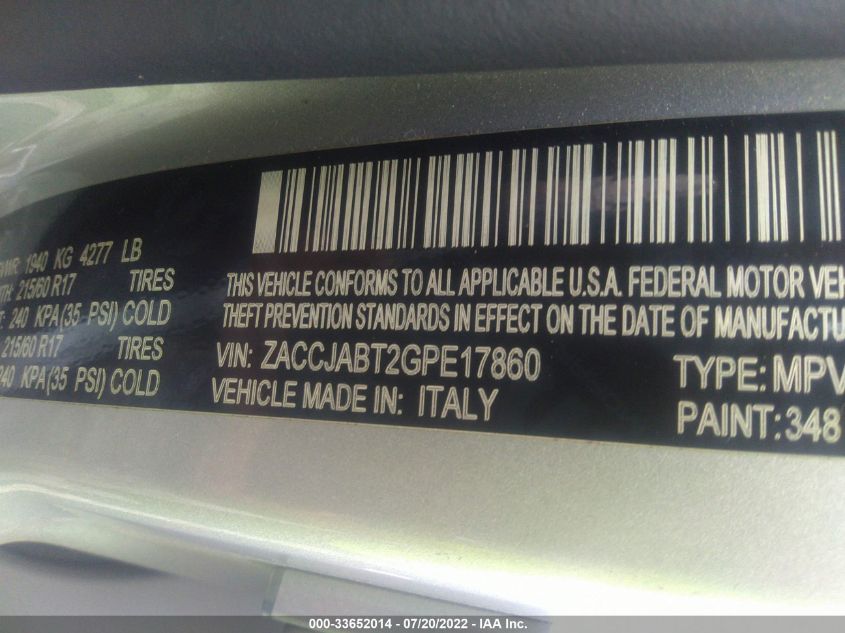 GVWR: 1940 KG 4277 LB
TH: 215/60 R17 TIRES
T: 240 KPA(35 PSI) COLD
215/60 R17 TIRES
240 KPA(35 PSI) COLD
THIS VEHICLE CONFORMS TO ALL APPLICABLE U.S.A. FEDERAL MOTOR VEH
THEFT PREVENTION STANDARDS IN EFFECT ON THE DATE OF MANUFACTU
VIN: ZACCJABT2GPE17860 TYPE: MPV
VEHICLE MADE IN: ITALY PAINT: 348
000-33652014 - 07/20/2022 - IAA Inc.